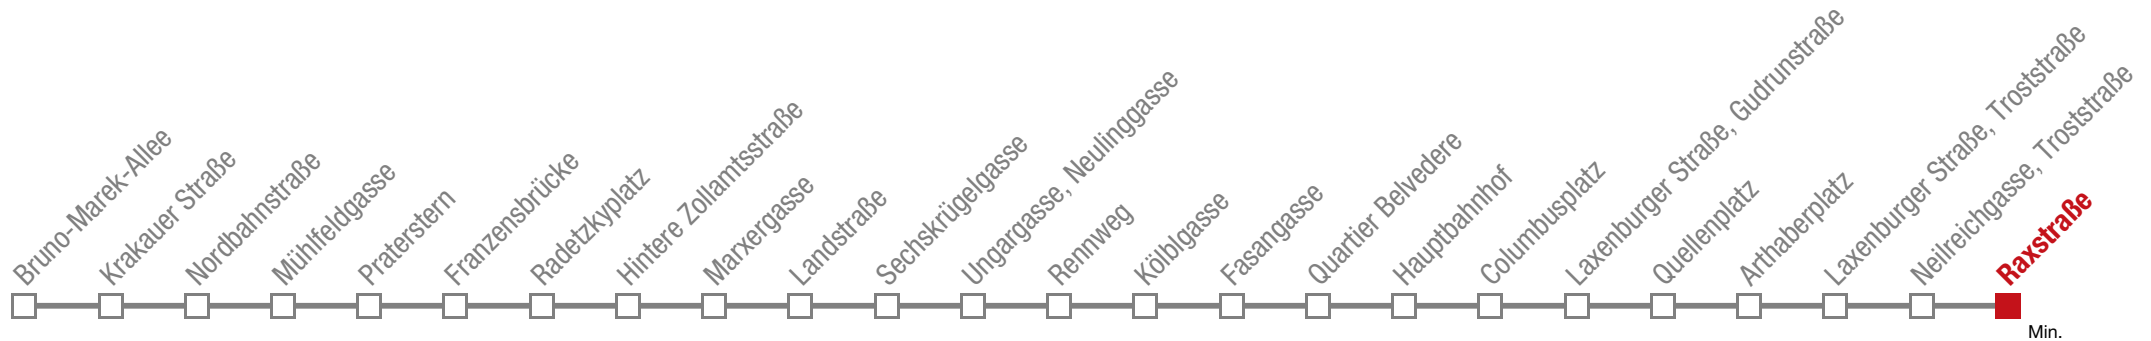 Bruno-Marek-Allee
Krakauer Straße
Nordbahnstraße
Mühlfeldgasse
Praterstern
Franzensbrücke
Radetzkyplatz
Hintere Zollamtsstraße
Marxergasse
Landstraße
Sechskrügelgasse
Ungargasse, Neulinggasse
Rennweg
Kölblgasse
Fasangasse
Quartier Belvedere
Hauptbahnhof
Columbusplatz
Laxenburger Straße, Gudrunstraße
Quellenplatz
Arthaberplatz
Laxenburger Straße, Troststraße
Neilreichgasse, Troststraße
Raxstraße
Min.